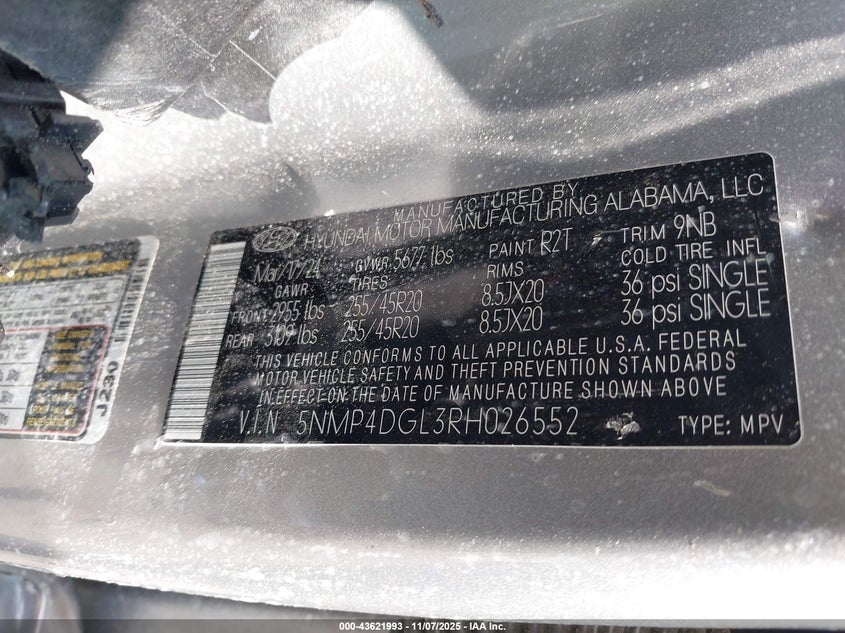 MANUFACTURED BY
HYUNDAI MOTOR MANUFACTURING ALABAMA, LLC
Mar/17/24 GVWR: 5677 lbs PAINT R2T TRIM 9NB
GAWR TIRES RIMS COLD TIRE INFL
FRONT: 2955 lbs 255/45R20 8.5JX20 36 psi SINGLE
REAR 3109 lbs 255/45R20 8.5JX20 36 psi SINGLE
THIS VEHICLE CONFORMS TO ALL APPLICABLE U.S.A. FEDERAL
MOTOR VEHICLE SAFETY AND THEFT PREVENTION STANDARDS
IN EFFECT ON THE DATE OF MANUFACTURE SHOWN ABOVE
V.I.N 5NMP4DGL3RH026552 TYPE: MPV
J230
000-43621993 — 11/07/2025 — IAA Inc.